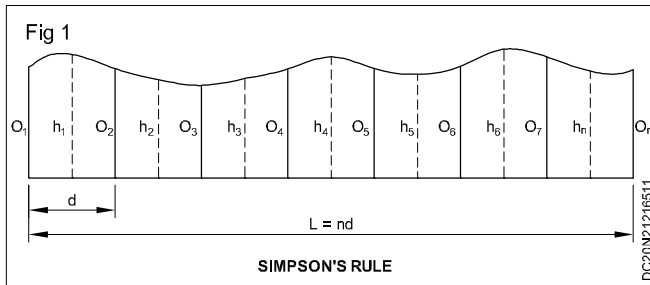 Fig 1
O1 h1 O2 h2 O3 h3 O4 h4 O5 h5 O6 h6 O7 hn On
d
L = nd
SIMPSON'S RULE
DC20N21216511